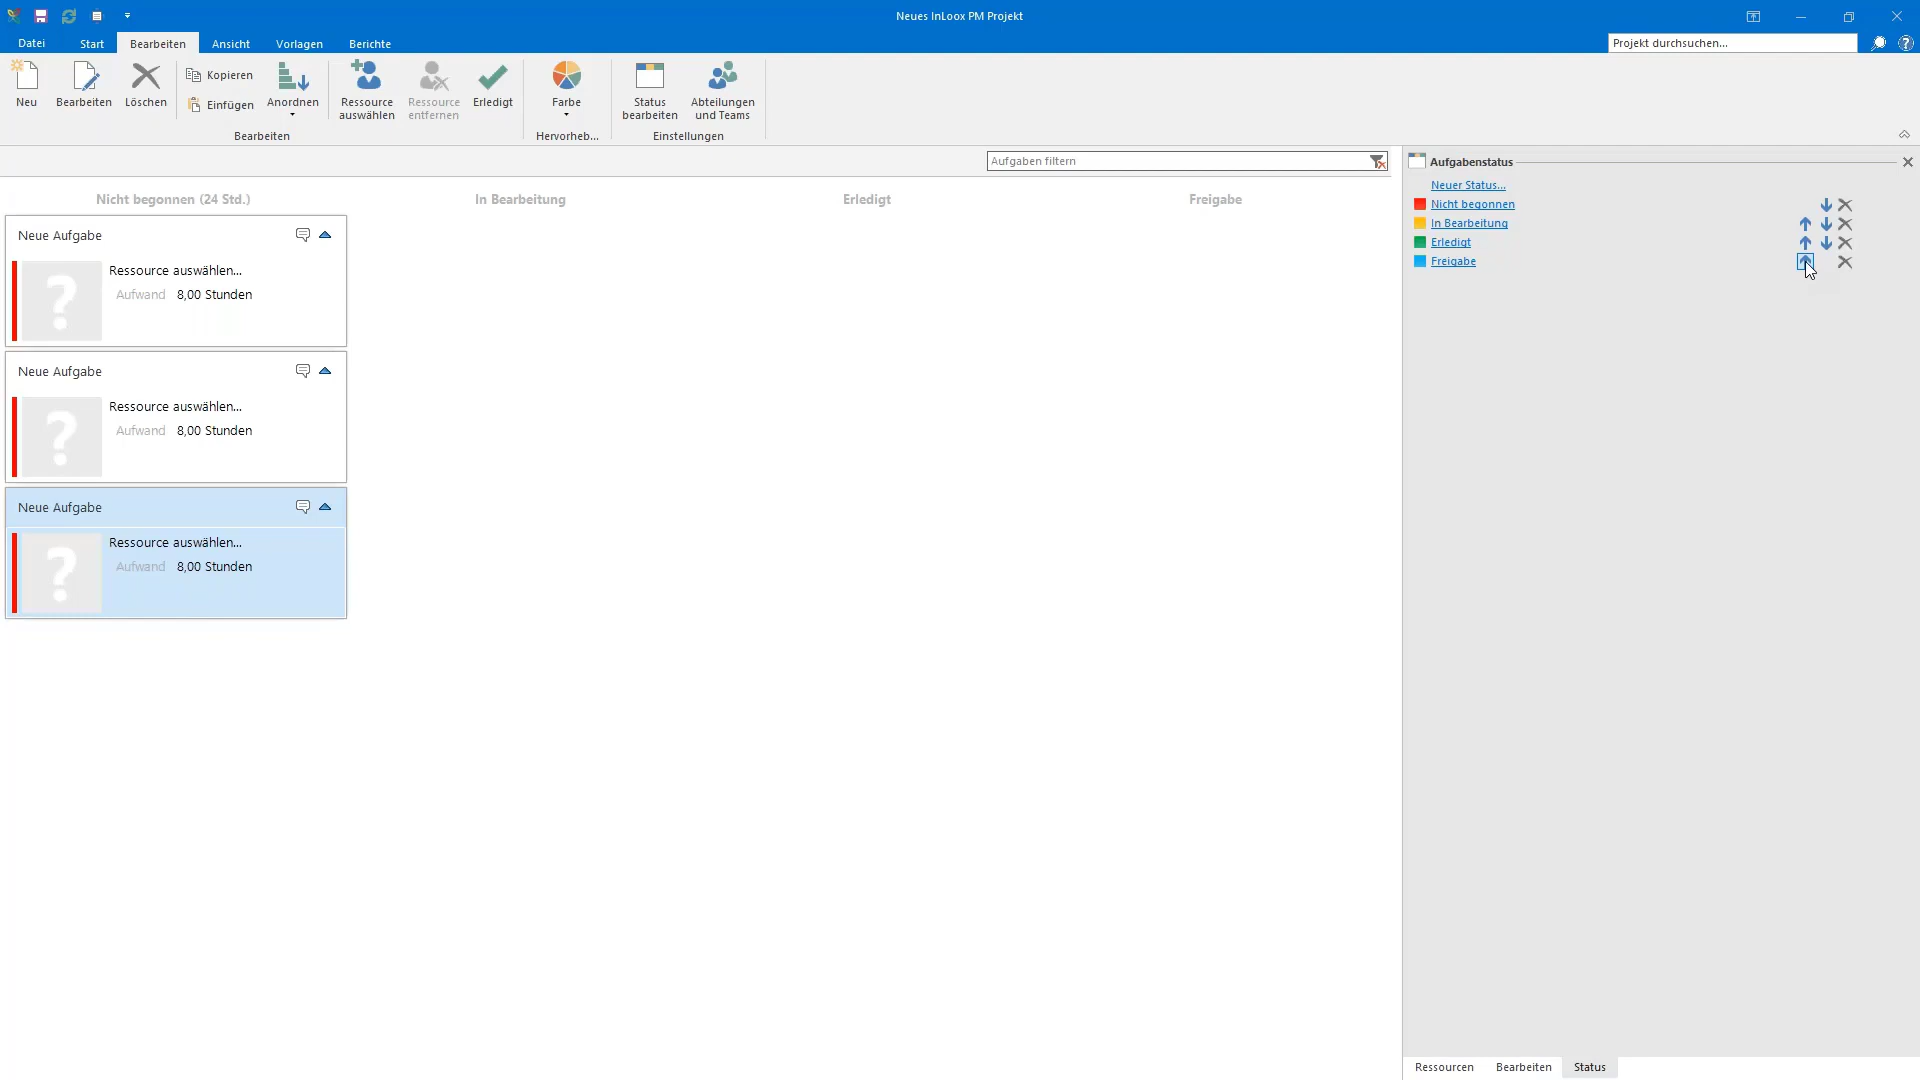 Neues InLoox PM Projekt
Datei Start Bearbeiten Ansicht Vorlagen Berichte
Projekt durchsuchen...
Neu
Bearbeiten
Löschen
Kopieren
Einfügen
Anordnen
Ressource auswählen
Ressource entfernen
Erledigt
Farbe
Status bearbeiten
Abteilungen und Teams
Bearbeiten
Hervorheb...
Einstellungen
Aufgaben filtern
Nicht begonnen (24 Std.)
In Bearbeitung
Erledigt
Freigabe
Neue Aufgabe
Ressource auswählen...
Aufwand 8,00 Stunden
Neue Aufgabe
Ressource auswählen...
Aufwand 8,00 Stunden
Neue Aufgabe
Ressource auswählen...
Aufwand 8,00 Stunden
Aufgabenstatus
Neuer Status...
Nicht begonnen
In Bearbeitung
Erledigt
Freigabe
Ressourcen Bearbeiten Status